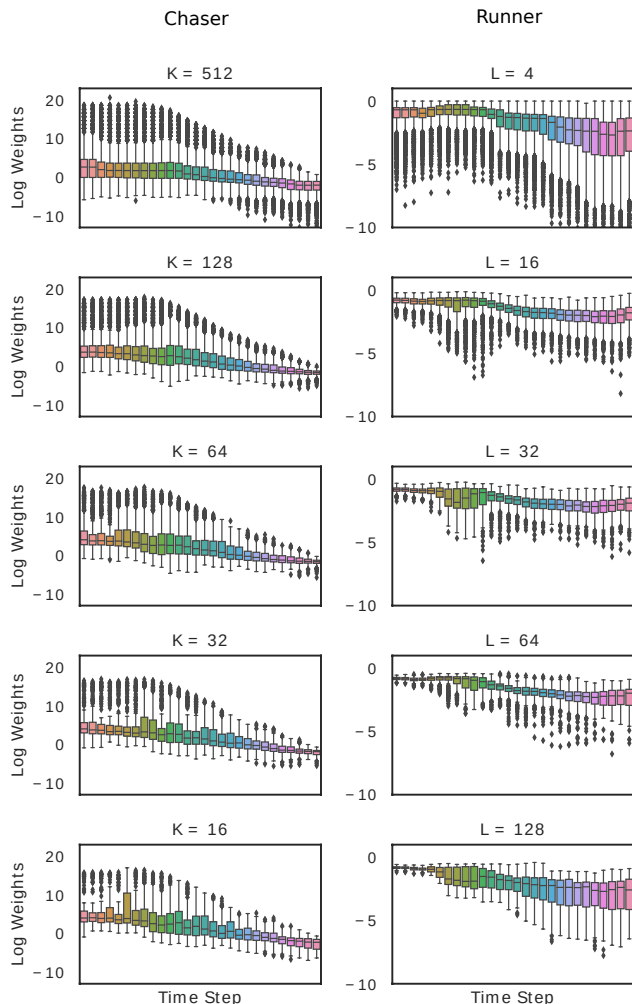 Chaser Runner
K = 512 L = 4
Log Weights
20
10
0
−10
0
−5
−10
K = 128 L = 16
Log Weights
20
10
0
−10
0
−5
−10
K = 64 L = 32
Log Weights
20
10
0
−10
0
−5
−10
K = 32 L = 64
Log Weights
20
10
0
−10
0
−5
−10
K = 16 L = 128
Log Weights
20
10
0
−10
0
−5
−10
Time Step Time Step